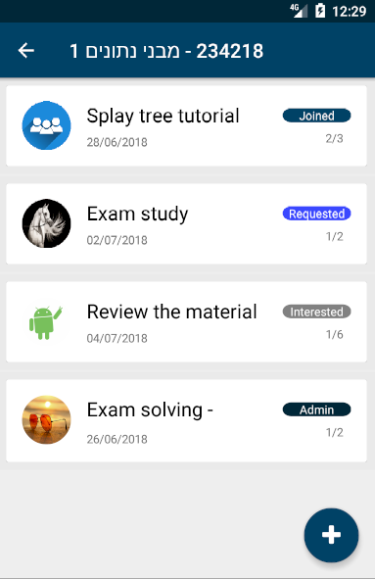 4G 12:29
234218 - מבני נתונים 1
Splay tree tutorial
Joined
28/06/2018
2/3
Exam study
Requested
02/07/2018
1/2
Review the material
Interested
04/07/2018
1/6
Exam solving -
Admin
26/06/2018
1/2